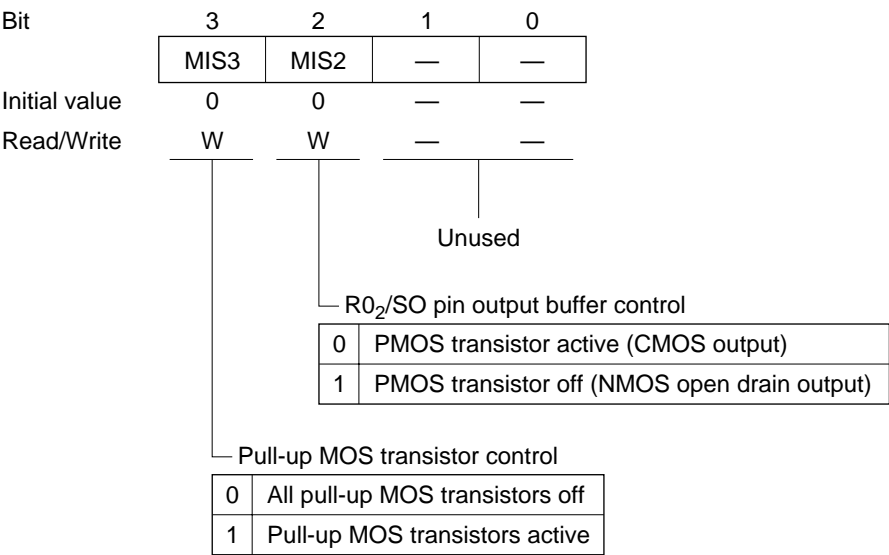 Bit 3 2 1 0
MIS3 MIS2 — —
Initial value 0 0 — —
Read/Write W W — —
Unused
R0₂/SO pin output buffer control
0 PMOS transistor active (CMOS output)
1 PMOS transistor off (NMOS open drain output)
Pull-up MOS transistor control
0 All pull-up MOS transistors off
1 Pull-up MOS transistors active